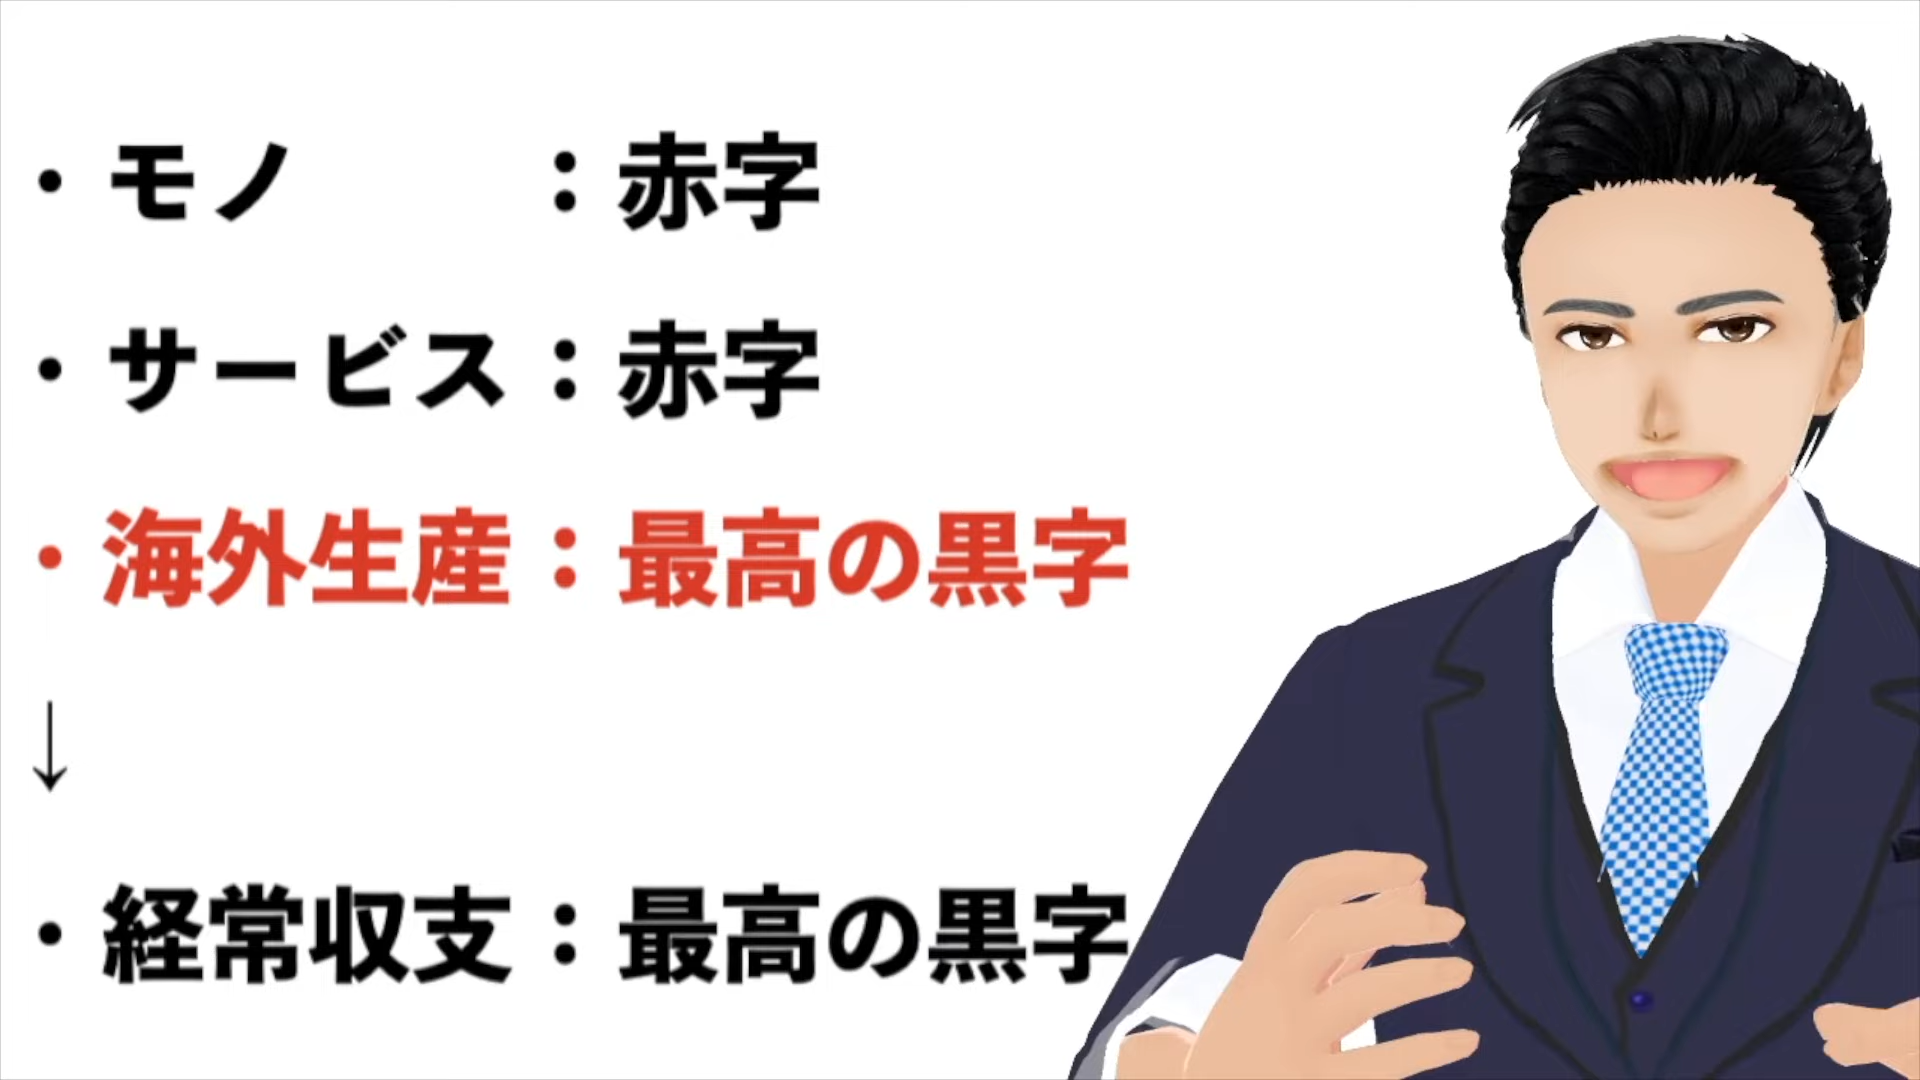 ・モノ　　：赤字
・サービス：赤字
・海外生産：最高の黒字
↓
・経常収支：最高の黒字